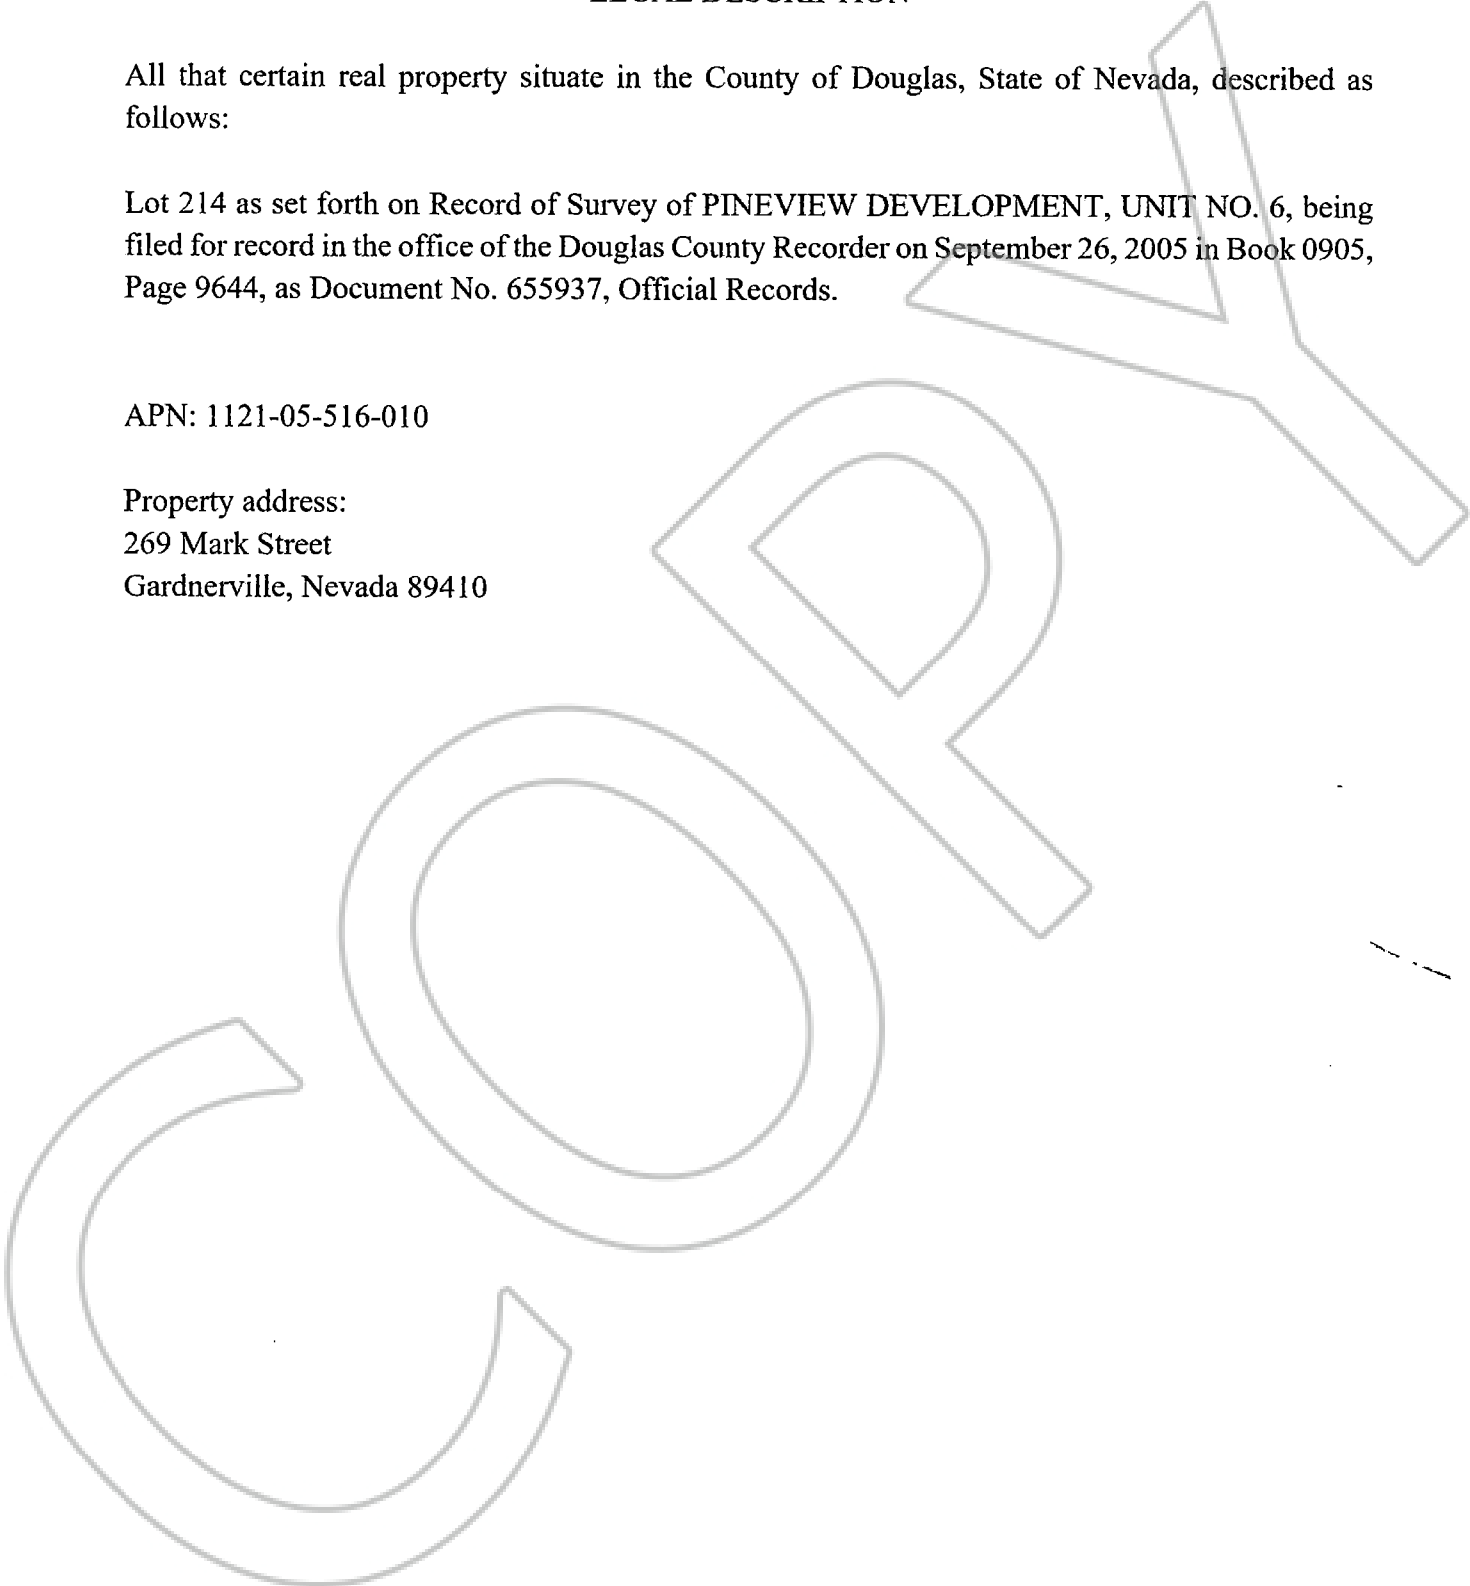 LEGAL DESCRIPTION
All that certain real property situate in the County of Douglas, State of Nevada, described as
follows:
Lot 214 as set forth on Record of Survey of PINEVIEW DEVELOPMENT, UNIT NO. 6, being
filed for record in the office of the Douglas County Recorder on September 26, 2005 in Book 0905,
Page 9644, as Document No. 655937, Official Records.
APN: 1121-05-516-010
Property address:
269 Mark Street
Gardnerville, Nevada 89410
COPY